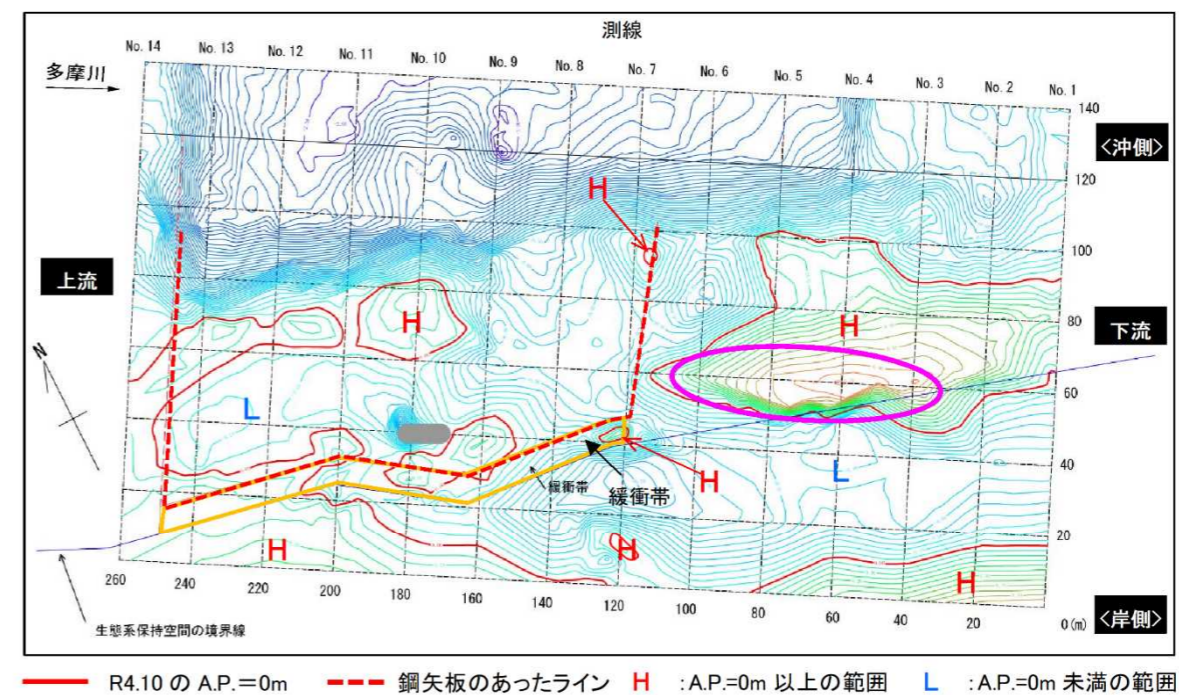 測線
No. 14 No. 13 No. 12 No. 11 No. 10 No. 9 No. 8 No. 7 No. 6 No. 5 No. 4 No. 3 No. 2 No. 1
多摩川
140
<沖側>
120
100
上流
H
H
H
80
下流
N
60
L
40
緩衝帯
緩衝帯
H
L
20
H
H
H
260 240 220 200 180 160 140 120 100 80 60 40 20 0(m)
<岸側>
生態系保持空間の境界線
R4.10 の A.P.=0m 鋼矢板のあったライン H :A.P.=0m 以上の範囲 L :A.P.=0m 未満の範囲